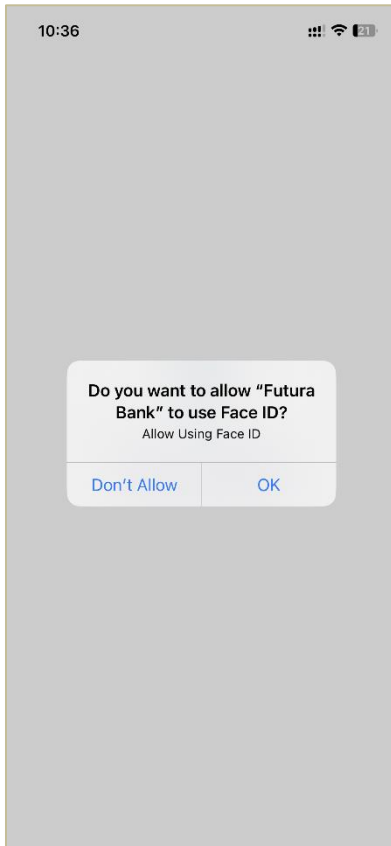 10:36
21
Do you want to allow “Futura
Bank” to use Face ID?
Allow Using Face ID
Don’t Allow
OK